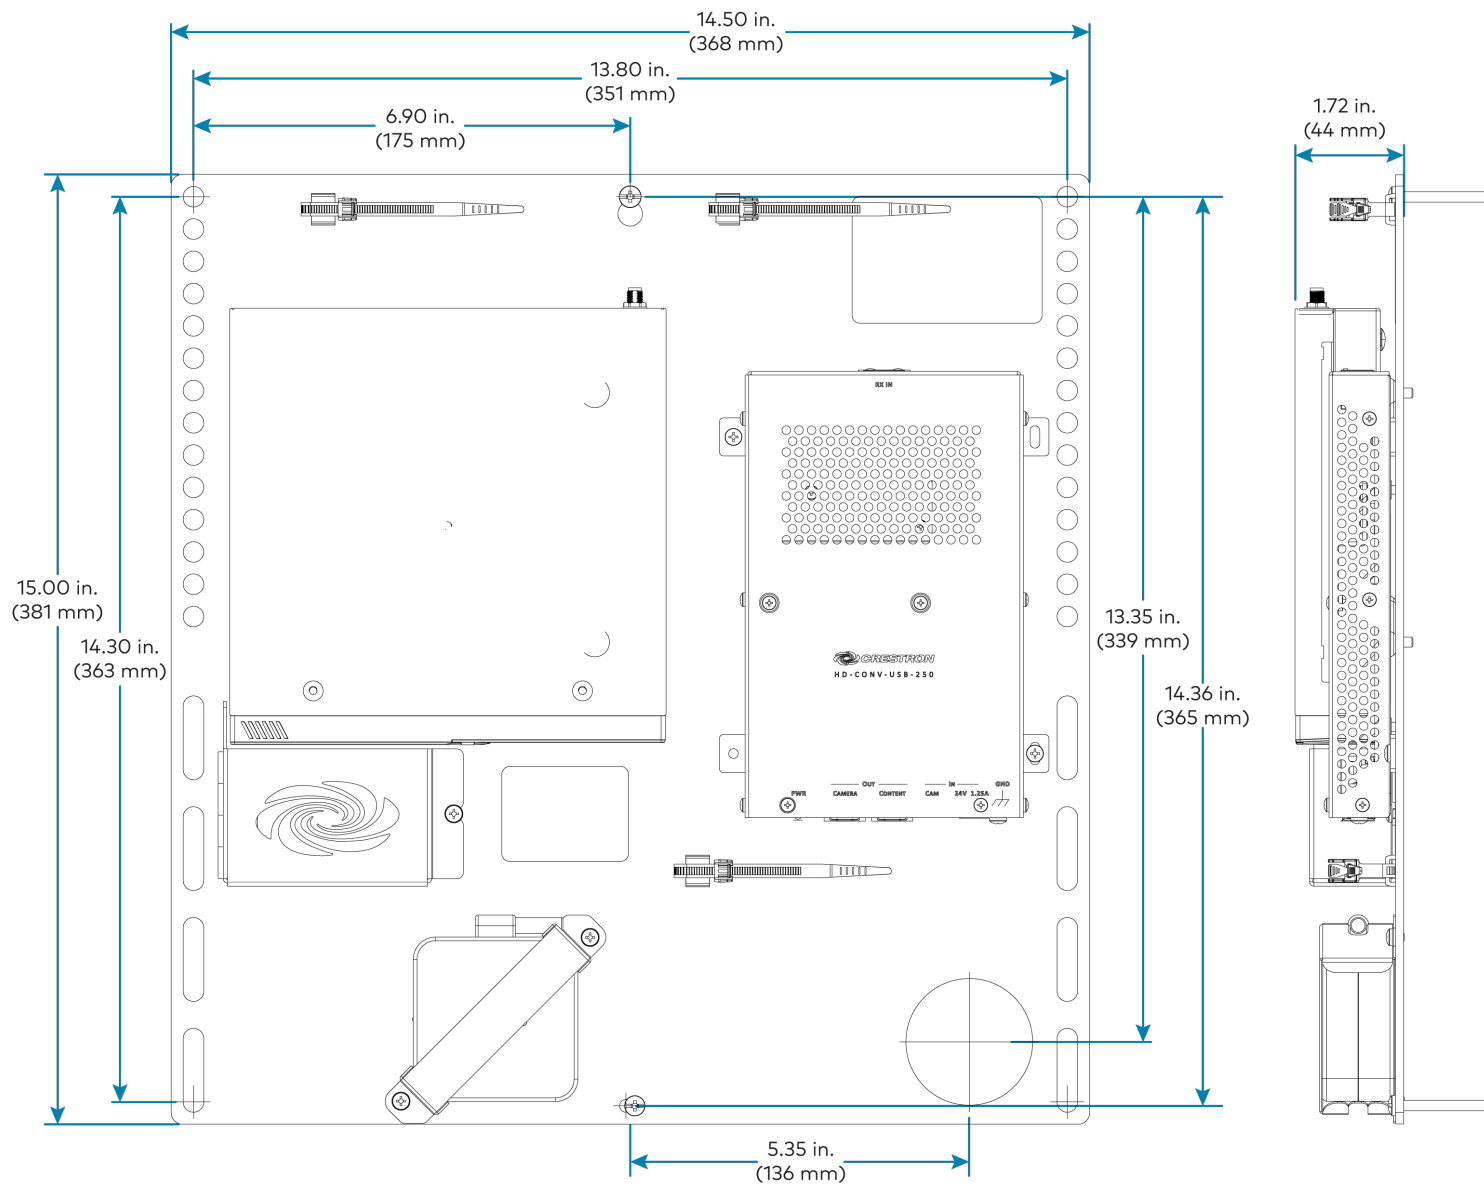 14.50 in.
(368 mm)
13.80 in.
(351 mm)
6.90 in.
(175 mm)
1.72 in.
(44 mm)
RX IN
15.00 in.
(381 mm)
14.30 in.
(363 mm)
13.35 in.
(339 mm)
14.36 in.
(365 mm)
CRESTRON
HD-CONV-USB-250
OUT IN GND
PWR CAMERA CONTENT CAM 24V 1.25A
5.35 in.
(136 mm)